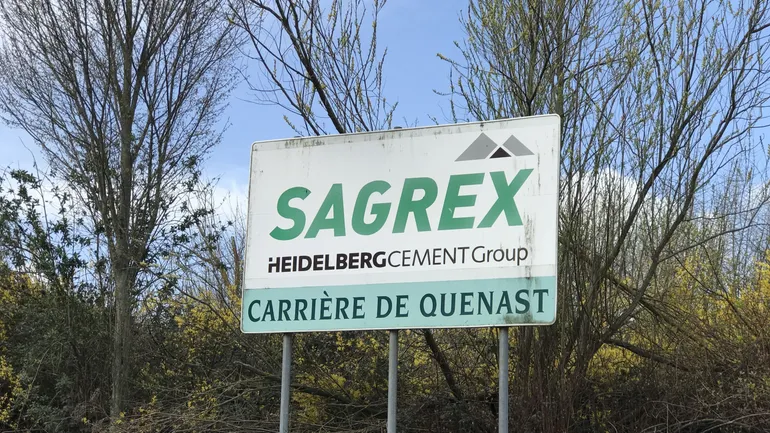 SAGREX
HEIDELBERGCEMENT Group
CARRIÈRE DE QUENAST